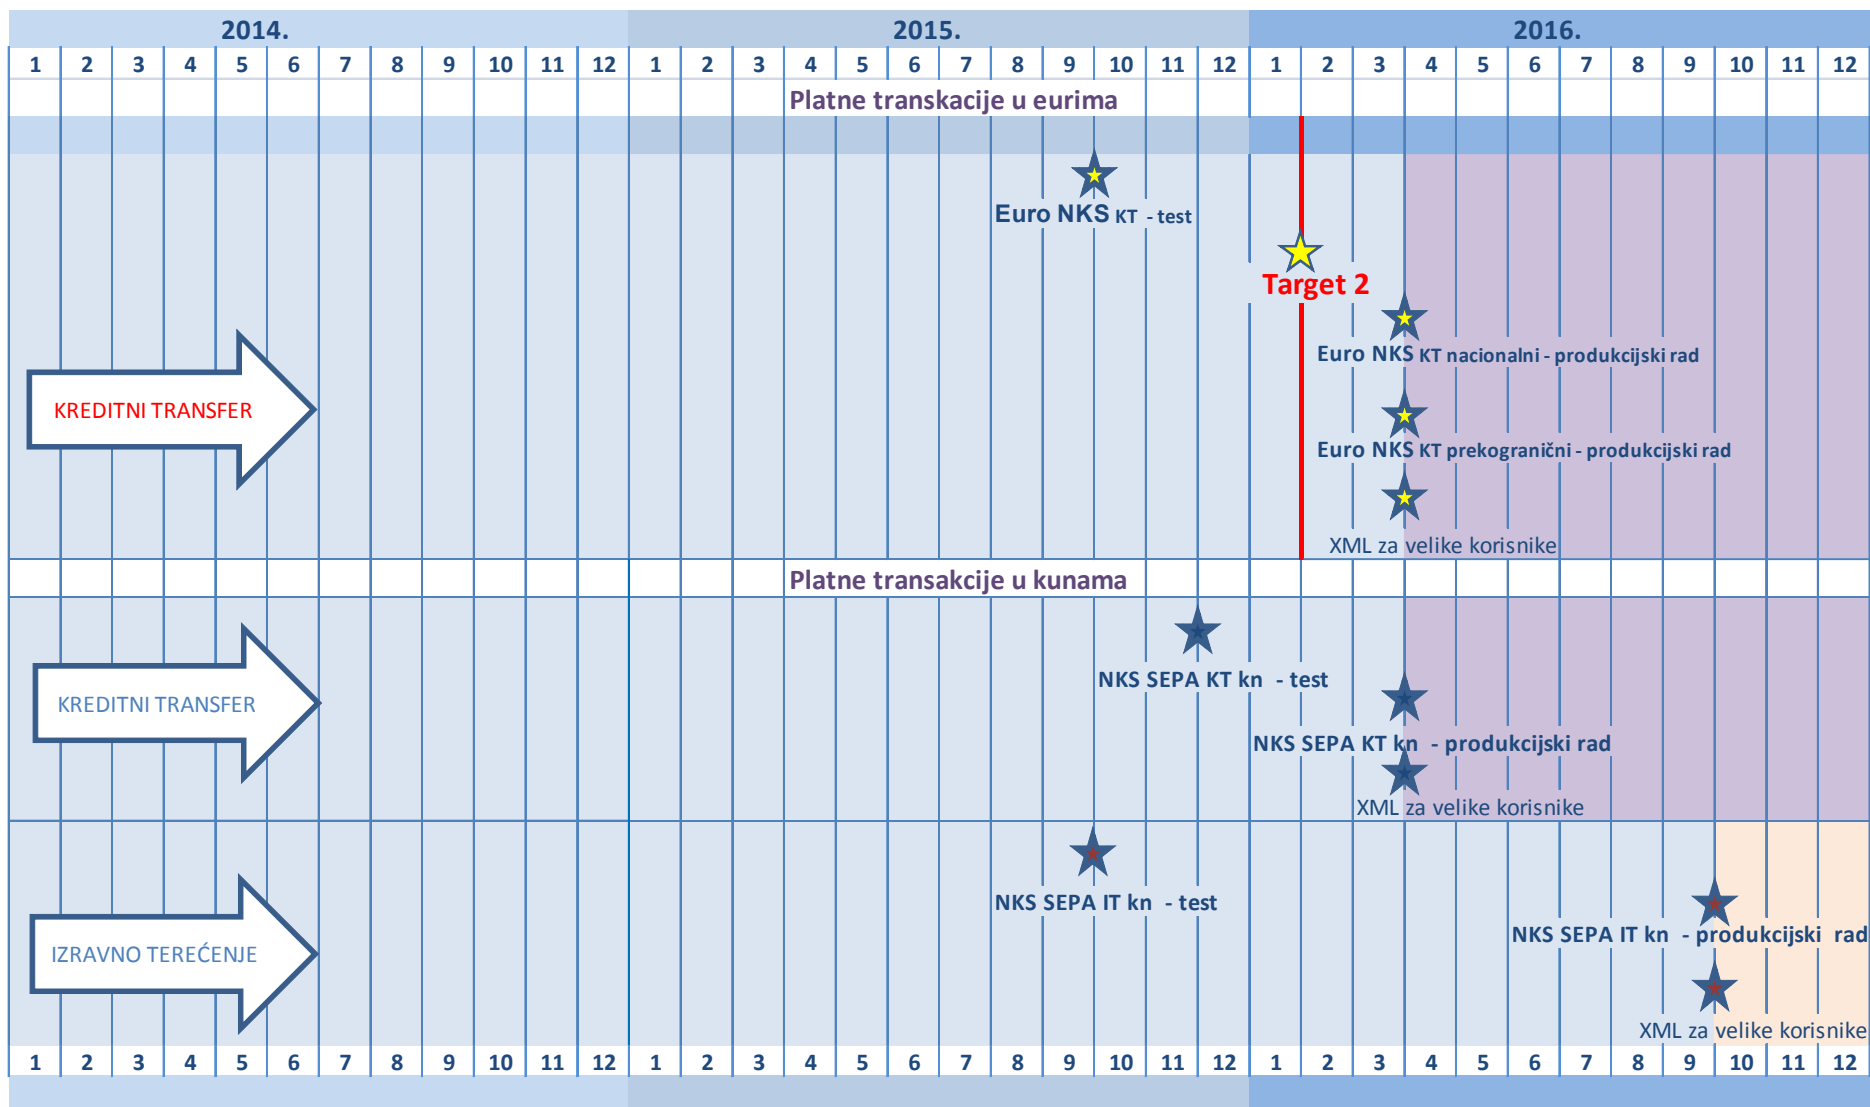 2014. 2015. 2016.
1 2 3 4 5 6 7 8 9 10 11 12 1 2 3 4 5 6 7 8 9 10 11 12 1 2 3 4 5 6 7 8 9 10 11 12
Platne transkacije u eurima
Euro NKS KT - test
Target 2
Euro NKS KT nacionalni - produkcijski rad
KREDITNI TRANSFER
Euro NKS KT prekogranični - produkcijski rad
XML za velike korisnike
Platne transakcije u kunama
NKS SEPA KT kn - test
KREDITNI TRANSFER
NKS SEPA KT kn - produkcijski rad
XML za velike korisnike
NKS SEPA IT kn - test
NKS SEPA IT kn - produkcijski rad
IZRAVNO TEREĆENJE
XML za velike korisnike
1 2 3 4 5 6 7 8 9 10 11 12 1 2 3 4 5 6 7 8 9 10 11 12 1 2 3 4 5 6 7 8 9 10 11 12